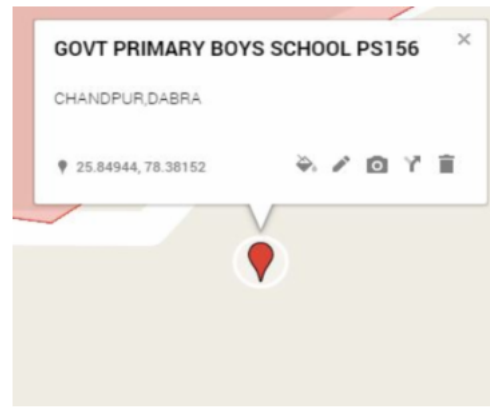 GOVT PRIMARY BOYS SCHOOL PS156
CHANDPUR,DABRA
25.84944, 78.38152